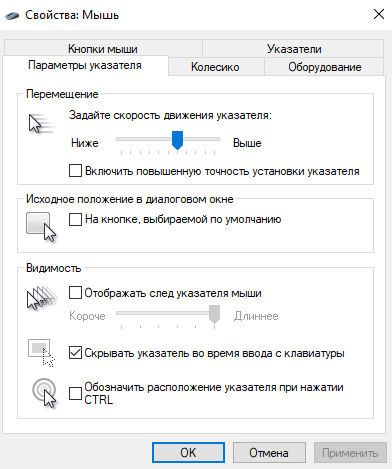 Свойства: Мышь
Кнопки мыши
Указатели
Параметры указателя
Колесико
Оборудование
Перемещение
Задайте скорость движения указателя:
Ниже
Выше
Включить повышенную точность установки указателя
Исходное положение в диалоговом окне
На кнопке, выбираемой по умолчанию
Видимость
Отображать след указателя мыши
Короче
Длиннее
Скрывать указатель во время ввода с клавиатуры
Обозначить расположение указателя при нажатии
CTRL
OK
Отмена
Применить